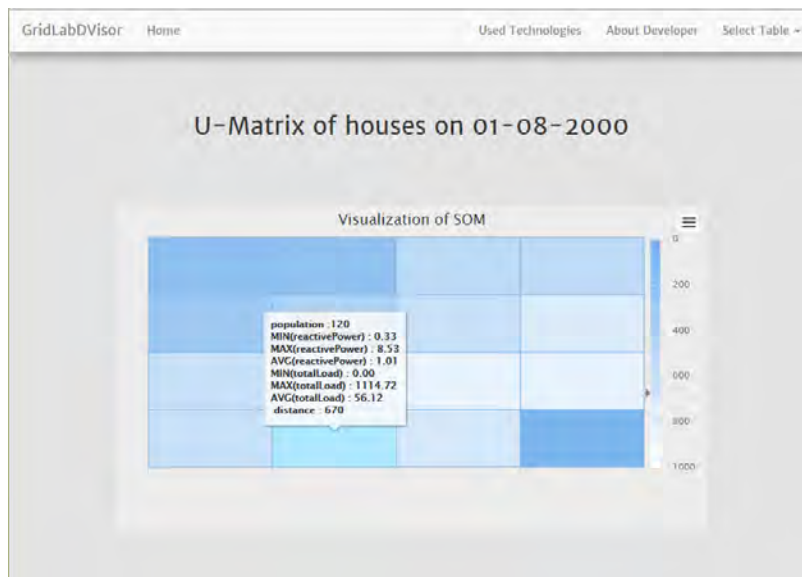 GridLabDVisor Home Used Technologies About Developer Select Table
U-Matrix of houses on 01-08-2000
Visualization of SOM
0
200
400
600
800
1000
population :120
MIN(reactivePower) : 0.33
MAX(reactivePower) : 8.53
AVG(reactivePower) : 1.01
MIN(totalLoad) : 0.00
MAX(totalLoad) : 1114.72
AVG(totalLoad) : 56.12
distance : 670